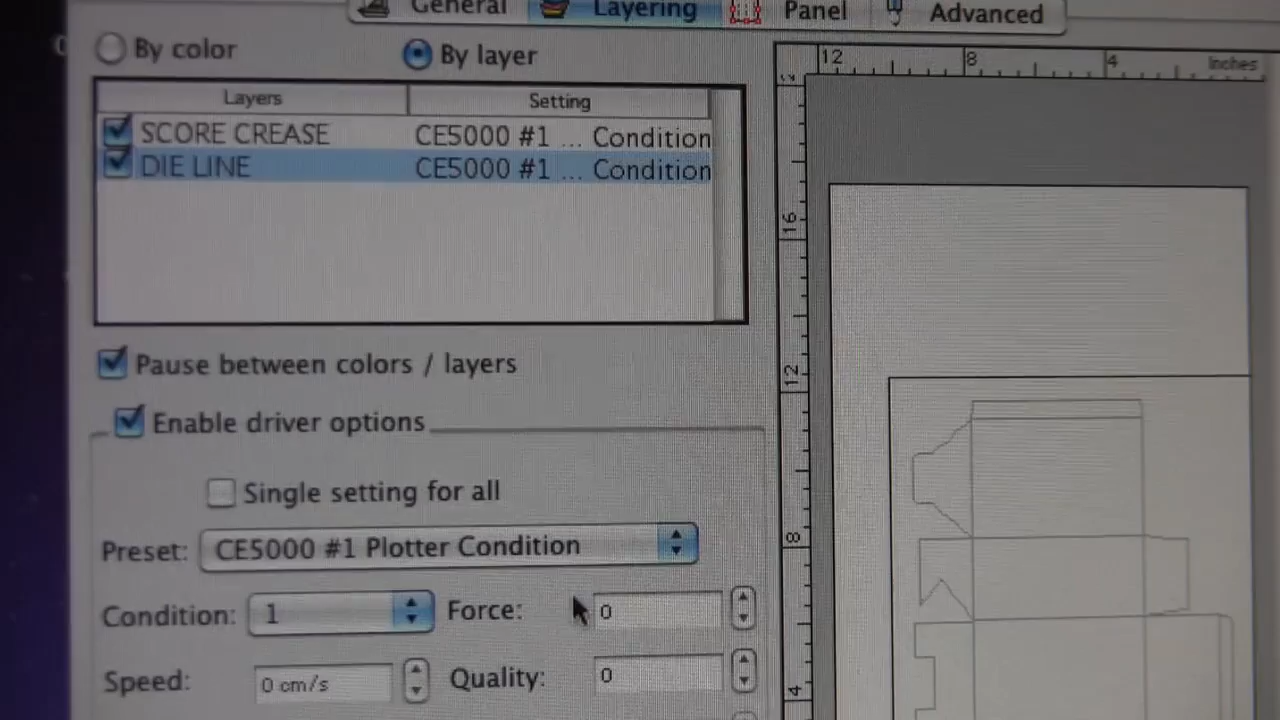 General Layering Panel Advanced
By color By layer
Layers Setting
SCORE CREASE CE5000 #1 ... Condition
DIE LINE CE5000 #1 ... Condition
Pause between colors / layers
Enable driver options
Single setting for all
Preset: CE5000 #1 Plotter Condition
Condition: 1 Force: 0
Speed: 0 cm/s Quality: 0
12 8 4 Inches
16
12
8
4